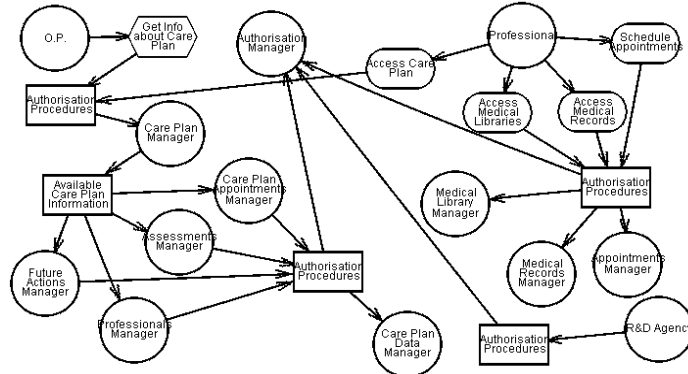 O.P.
Get Info
about Care
Plan
Authorisation
Manager
Professional
Schedule
Appointments
Access Care
Plan
Authorisation
Procedures
Access
Medical
Libraries
Access
Medical
Records
Care Plan
Manager
Available
Care Plan
Information
Care Plan
Appointments
Manager
Medical
Library
Manager
Authorisation
Procedures
Assessments
Manager
Authorisation
Procedures
Future
Actions
Manager
Medical
Records
Manager
Appointments
Manager
Professionals
Manager
Care Plan
Data
Manager
Authorisation
Procedures
R&D Agency